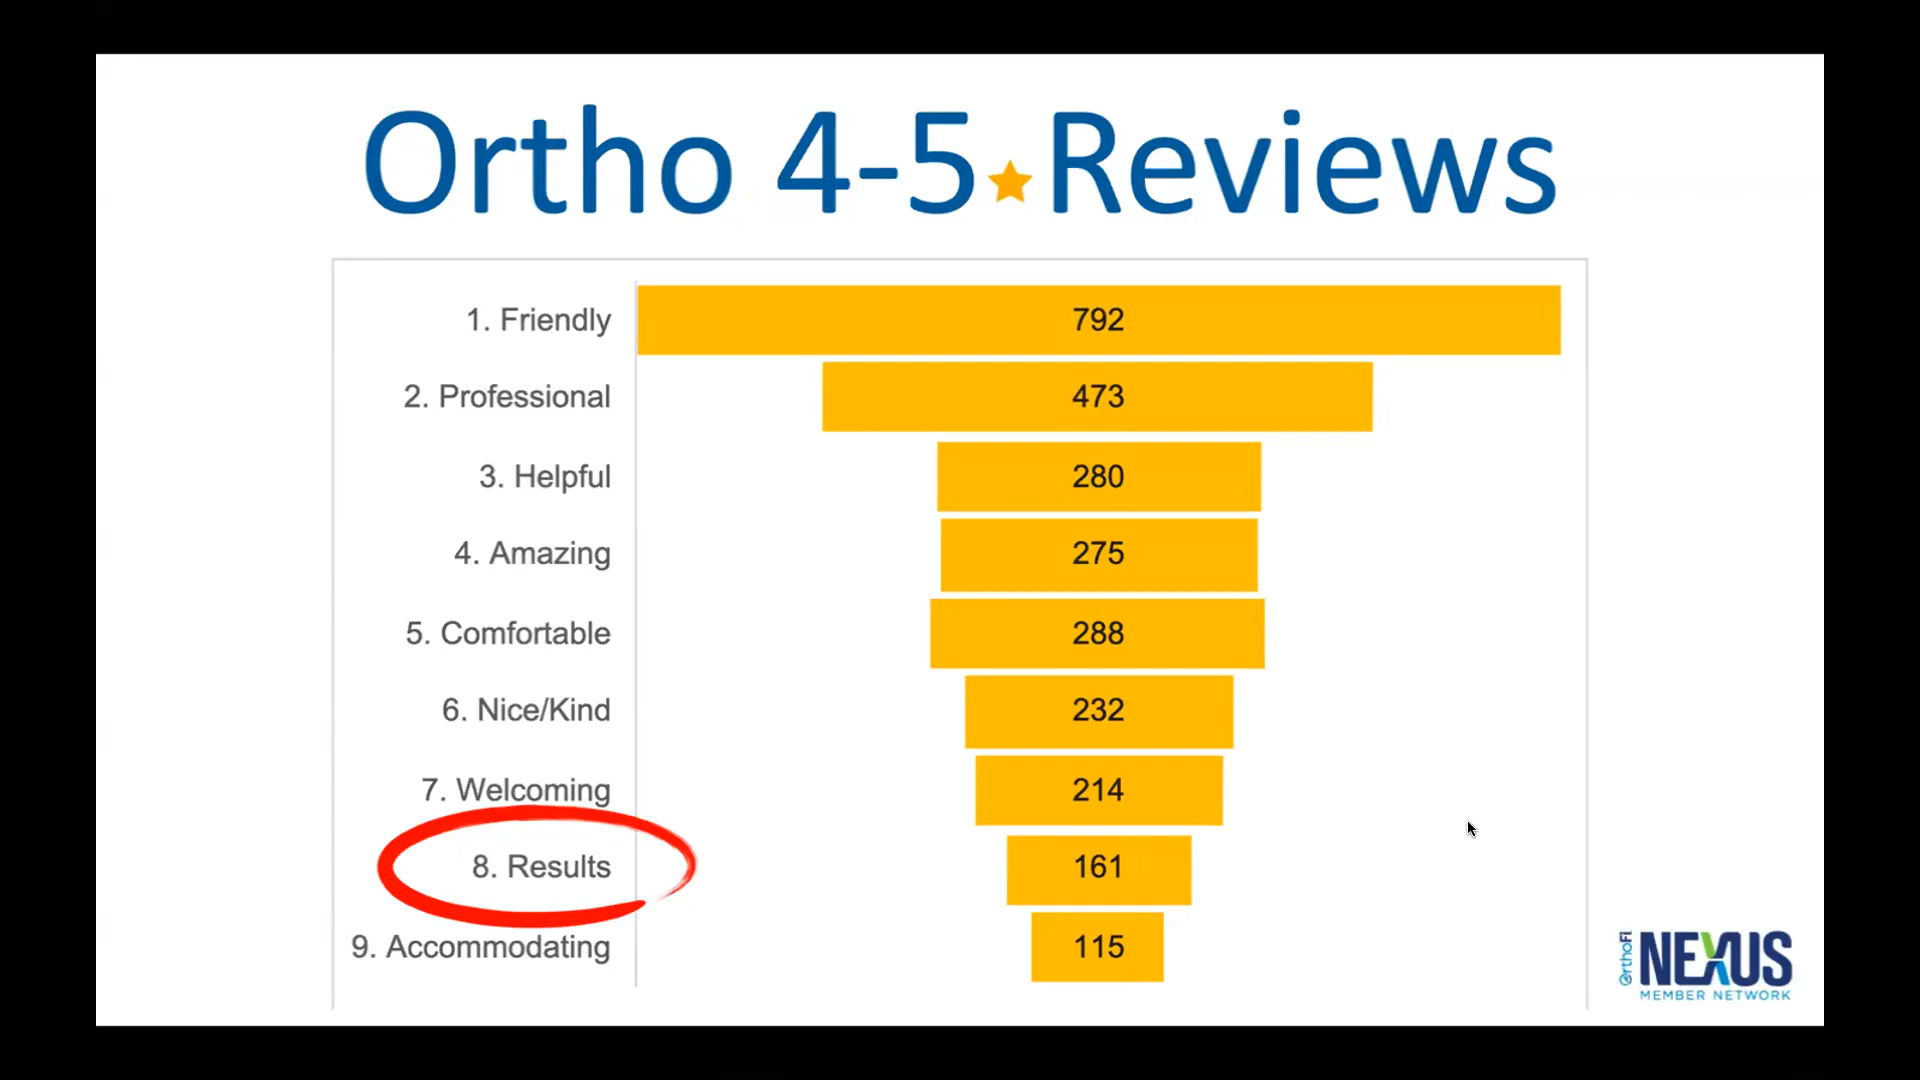 Ortho 4-5 Reviews
1. Friendly 792
2. Professional 473
3. Helpful 280
4. Amazing 275
5. Comfortable 288
6. Nice/Kind 232
7. Welcoming 214
8. Results 161
9. Accommodating 115
OrthoFi
NEXUS
MEMBER NETWORK